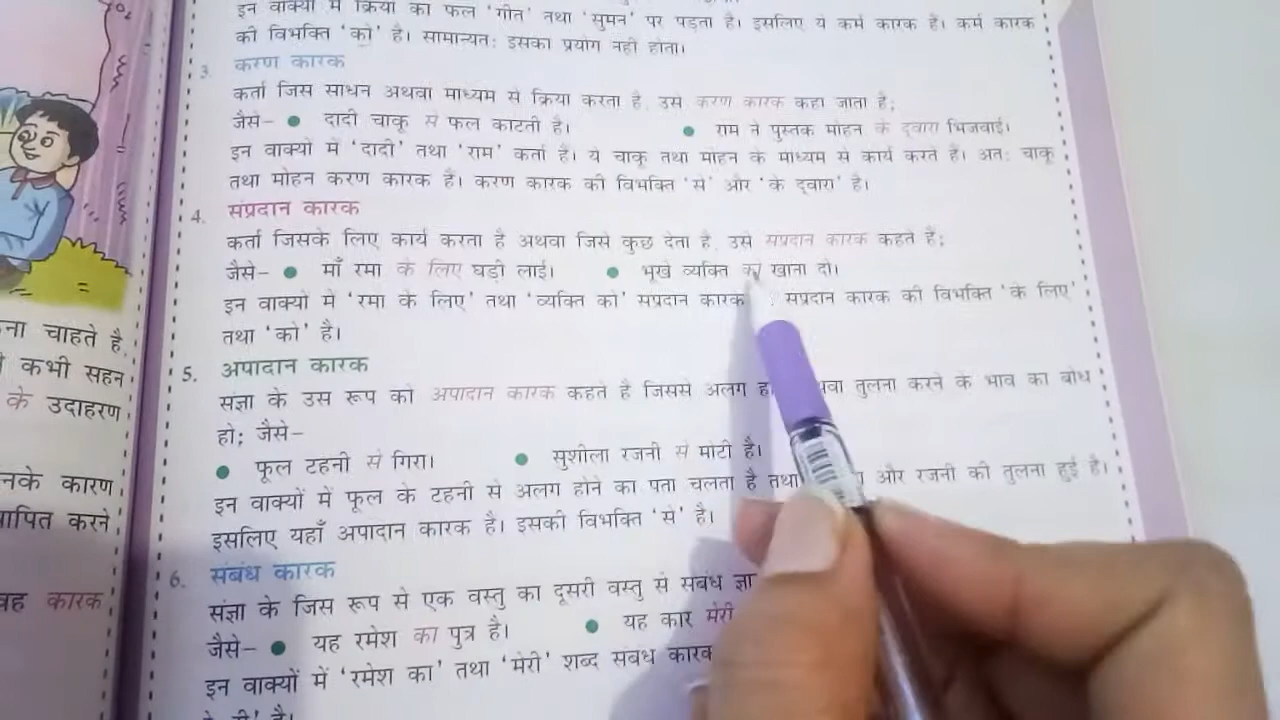 इन वाक्यों में क्रिया का फल 'गीत' तथा 'सुमन' पर पड़ता है। इसलिए ये कर्म कारक है। कर्म कारक
की विभक्ति 'को' है। सामान्यतः इसका प्रयोग नहीं होता।
3. करण कारक
कर्ता जिस साधन अथवा माध्यम से क्रिया करता है, उसे करण कारक कहा जाता है;
जैसे– ● दादी चाकू से फल काटती है। ● राम ने पुस्तक मोहन के द्वारा भिजवाई।
इन वाक्यों में 'दादी' तथा 'राम' कर्ता है। ये चाकू तथा मोहन के माध्यम से कार्य करते है। अतः चाकू
तथा मोहन करण कारक है। करण कारक की विभक्ति 'से' और 'के द्वारा' है।
4. संप्रदान कारक
कर्ता जिसके लिए कार्य करता है अथवा जिसे कुछ देता है, उसे संप्रदान कारक कहते है;
जैसे– ● माँ रमा के लिए घड़ी लाई। ● भूखे व्यक्ति को खाना दो।
इन वाक्यों में 'रमा के लिए' तथा 'व्यक्ति को' संप्रदान कारक संप्रदान कारक की विभक्ति 'के लिए'
तथा 'को' है।
5. अपादान कारक
संज्ञा के उस रूप को अपादान कारक कहते है जिससे अलग तुलना करने के भाव का बोध
हो; जैसे–
● फूल टहनी से गिरा। ● सुशीला रजनी से मोटी है।
इन वाक्यों में फूल के टहनी से अलग होने का पता चलता है तथा और रजनी की तुलना हुई है।
इसलिए यहाँ अपादान कारक है। इसकी विभक्ति 'से' है।
6. संबंध कारक
संज्ञा के जिस रूप से एक वस्तु का दूसरी वस्तु से संबंध
जैसे– ● यह रमेश का पुत्र है। ● यह कार मेरी
इन वाक्यों में 'रमेश का' तथा 'मेरी' शब्द संबंध कारक
चाहते है,
कभी सहन
के उदाहरण
के कारण
करने
वह कारक